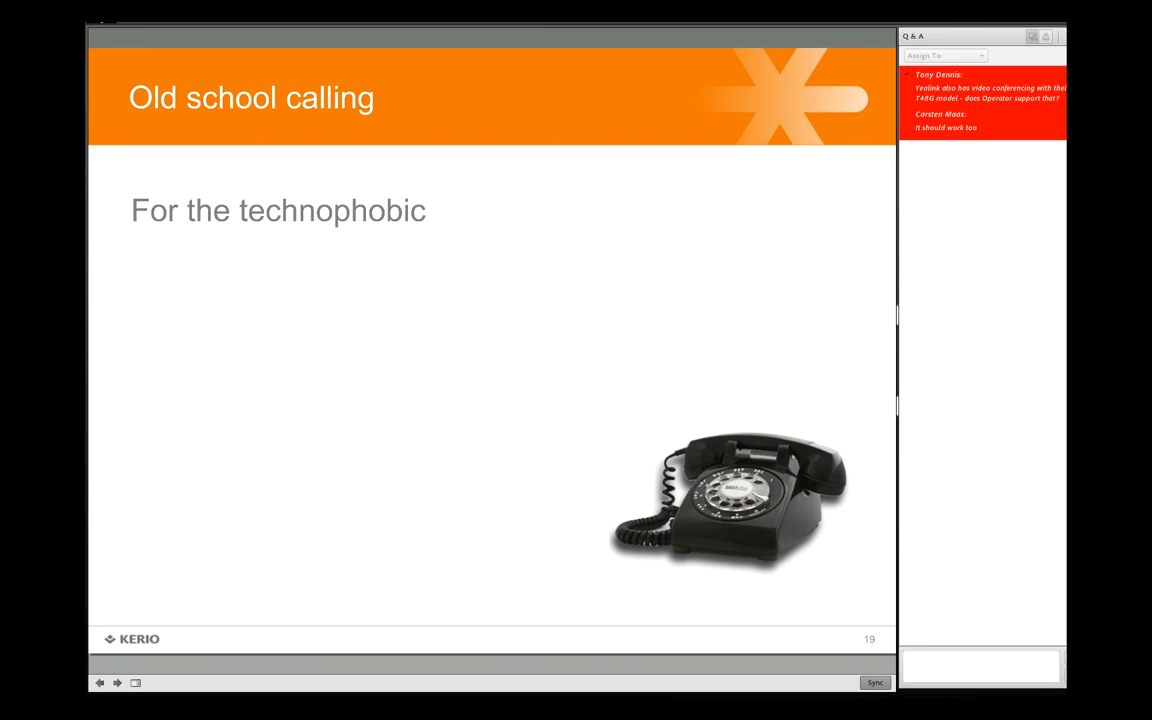 Old school calling
For the technophobic
KERIO
19
Sync
Q & A
Assign To
Tony Dennis:
Yealink also has video conferencing with thei
T48G model - does Operator support that?
Carsten Maas:
It should work too